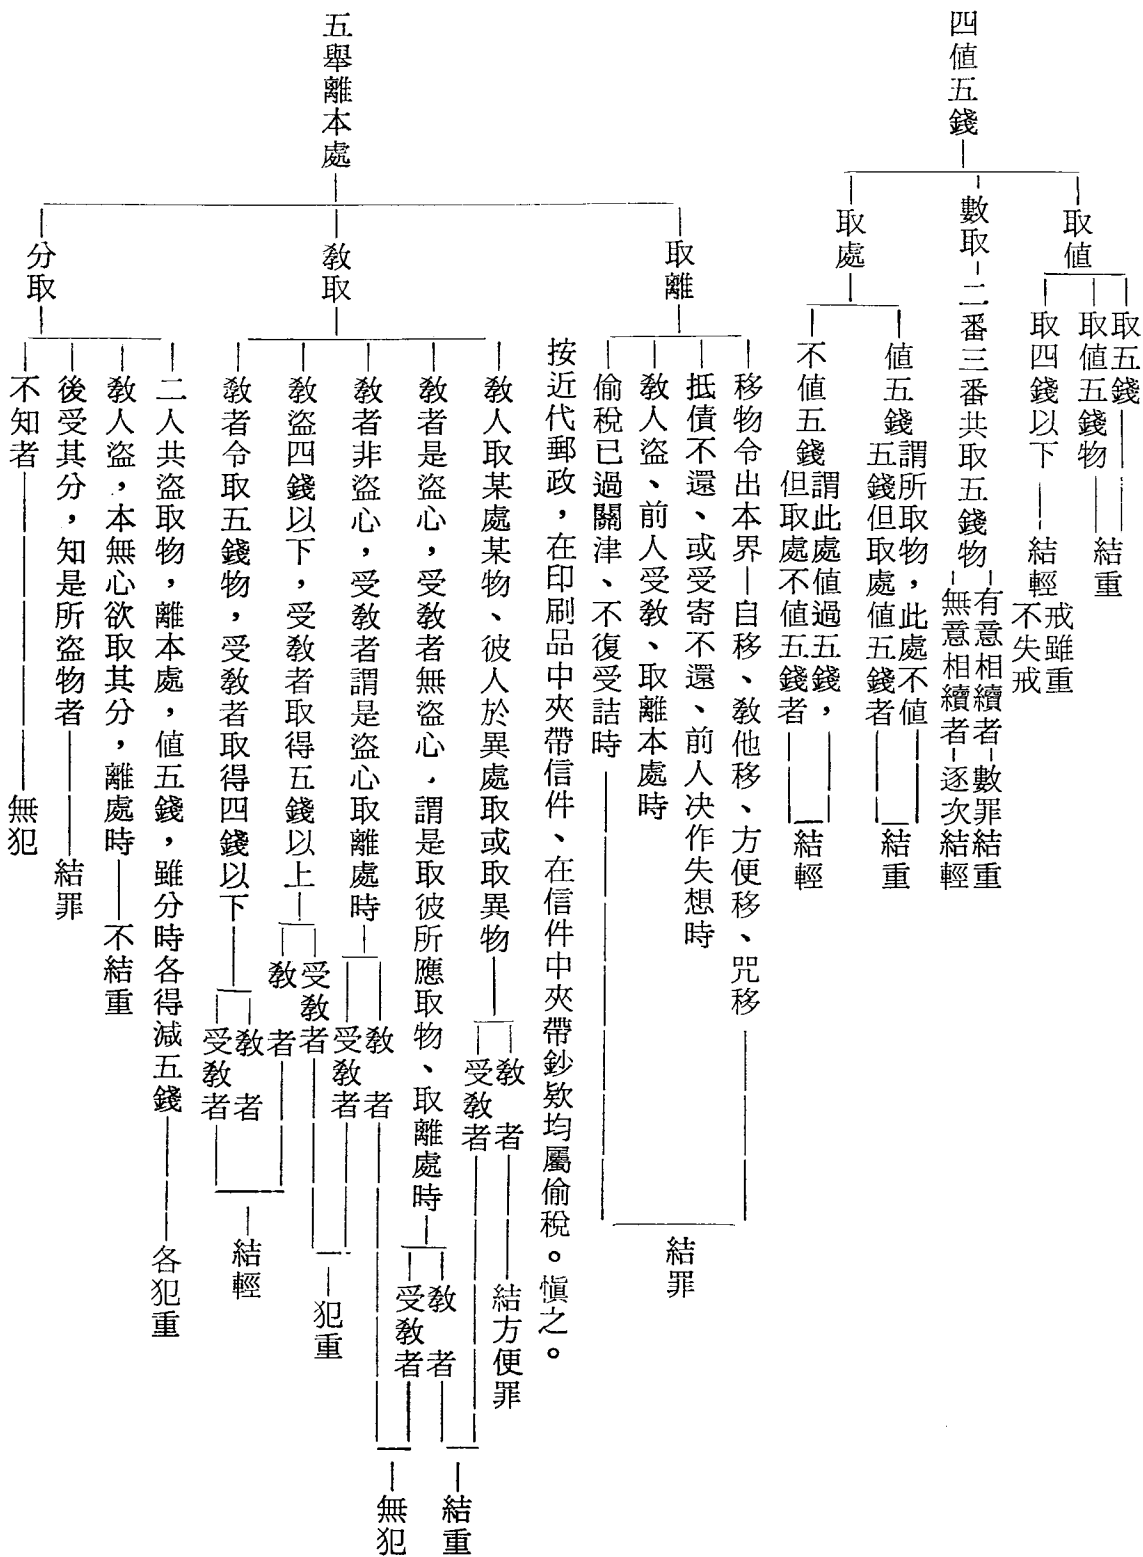 四值五錢
取值
取五錢
取值五錢物
結重
取四錢以下
結輕
戒雖重
不失戒
數取
二番三番共取五錢物
有意相續者
數罪結重
無意相續者
逐次結輕
取處
值五錢
謂所取物，此處不值
五錢但取處值五錢者
結重
不值五錢
謂此處值過五錢，
但取處不值五錢者
結輕
五舉離本處
取離
移物令出本界
自移、教他移、方便移、咒移
抵債不還、或受寄不還、前人決作失想時
教人盜、前人受教、取離本處時
偷稅已過關津、不復受詰時
結罪
按近代郵政，在印刷品中夾帶信件、在信件中夾帶鈔欵均屬偷稅。慎之。
教取
教人取某處某物、彼人於異處取或取異物
教者
結方便罪
受教者
結重
教者是盜心，受教者無盜心．謂是取彼所應取物、取離處時
教者
受教者
無犯
教者非盜心，受教者謂是盜心取離處時
教者
受教者
犯重
教盜四錢以下，受教者取得五錢以上
受教者
教者
教者令取五錢物，受教者取得四錢以下
教者
受教者
結輕
分取
二人共盜取物，離本處，值五錢，雖分時各得減五錢
各犯重
教人盜，本無心欲取其分，離處時
不結重
後受其分，知是所盜物者
結罪
不知者
無犯